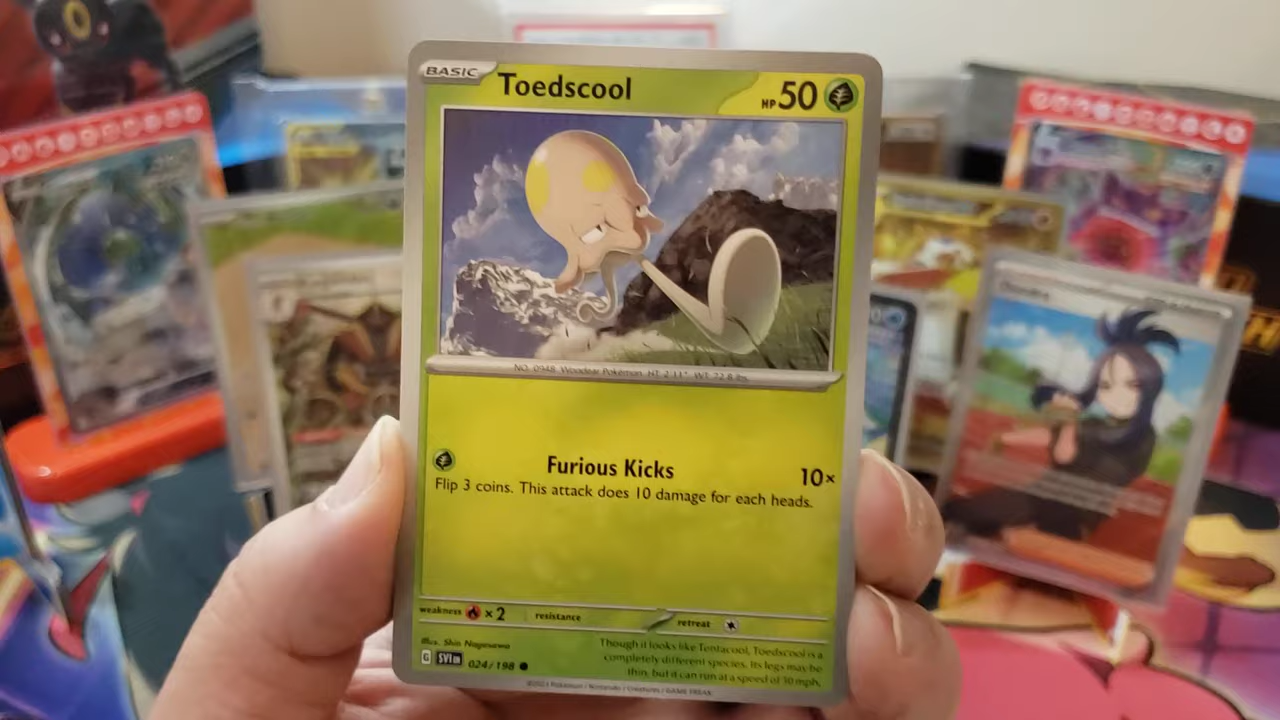 BASIC
Toedscool
HP 50
NO. 0948 Woodear Pokémon HT: 2'11" WT: 72.8 lbs.
Furious Kicks 10×
Flip 3 coins. This attack does 10 damage for each heads.
weakness ×2 resistance retreat
Illus. Shin Nagasawa
G SVI EN 024/198
Though it looks like Tentacool, Toedscool is a
completely different species. Its legs may be
thin, but it can run at a speed of 30 mph.
©2023 Pokémon / Nintendo / Creatures / GAME FREAK